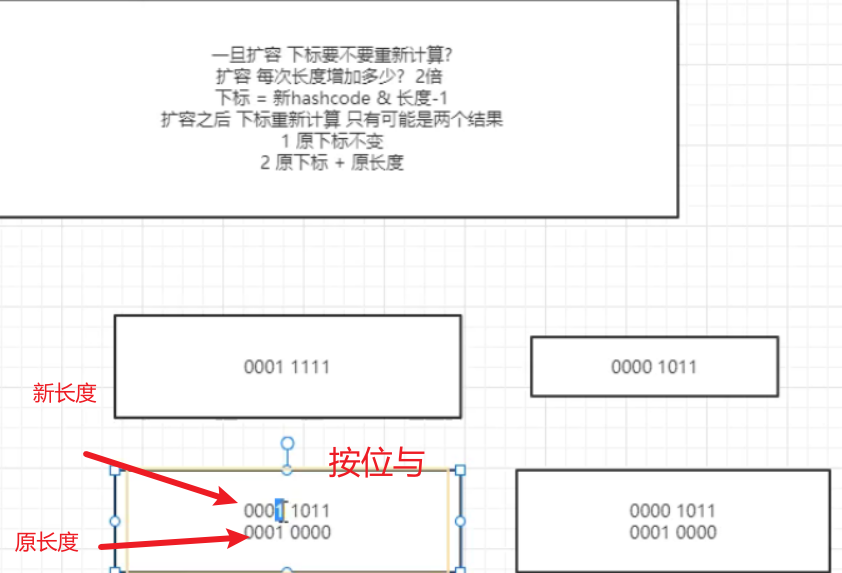 一旦扩容 下标要不要重新计算?
扩容 每次长度增加多少? 2倍
下标 = 新hashcode & 长度-1
扩容之后 下标重新计算 只有可能是两个结果
1 原下标不变
2 原下标 + 原长度
0001 1111
0000 1011
新长度
按位与
0001 1011
0001 0000
原长度
0000 1011
0001 0000